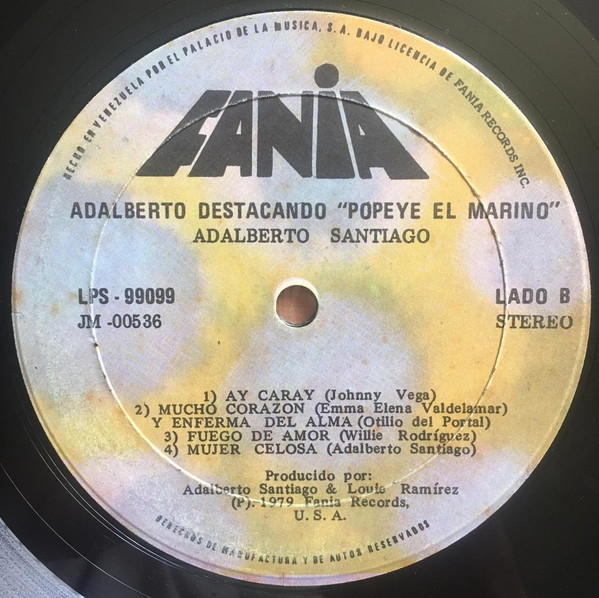 HECHO EN VENEZUELA POR EL PALACIO DE LA MUSICA, S.A. BAJO LICENCIA DE FANIA RECORDS INC.
FANIA
ADALBERTO DESTACANDO "POPEYE EL MARINO"
ADALBERTO SANTIAGO
LPS - 99099
JM -00536
LADO B
STEREO
1) AY CARAY (Johnny Vega)
2) MUCHO CORAZON (Emma Elena Valdelamar)
Y ENFERMA DEL ALMA (Otilio del Portal)
3) FUEGO DE AMOR (Willie Rodríguez)
4) MUJER CELOSA (Adalberto Santiago)
Producido por:
Adalberto Santiago & Louie Ramírez
(P). 1979 Fania Records,
U.S.A.
DERECHOS DE MANUFACTURA Y DE AUTOR RESERVADOS